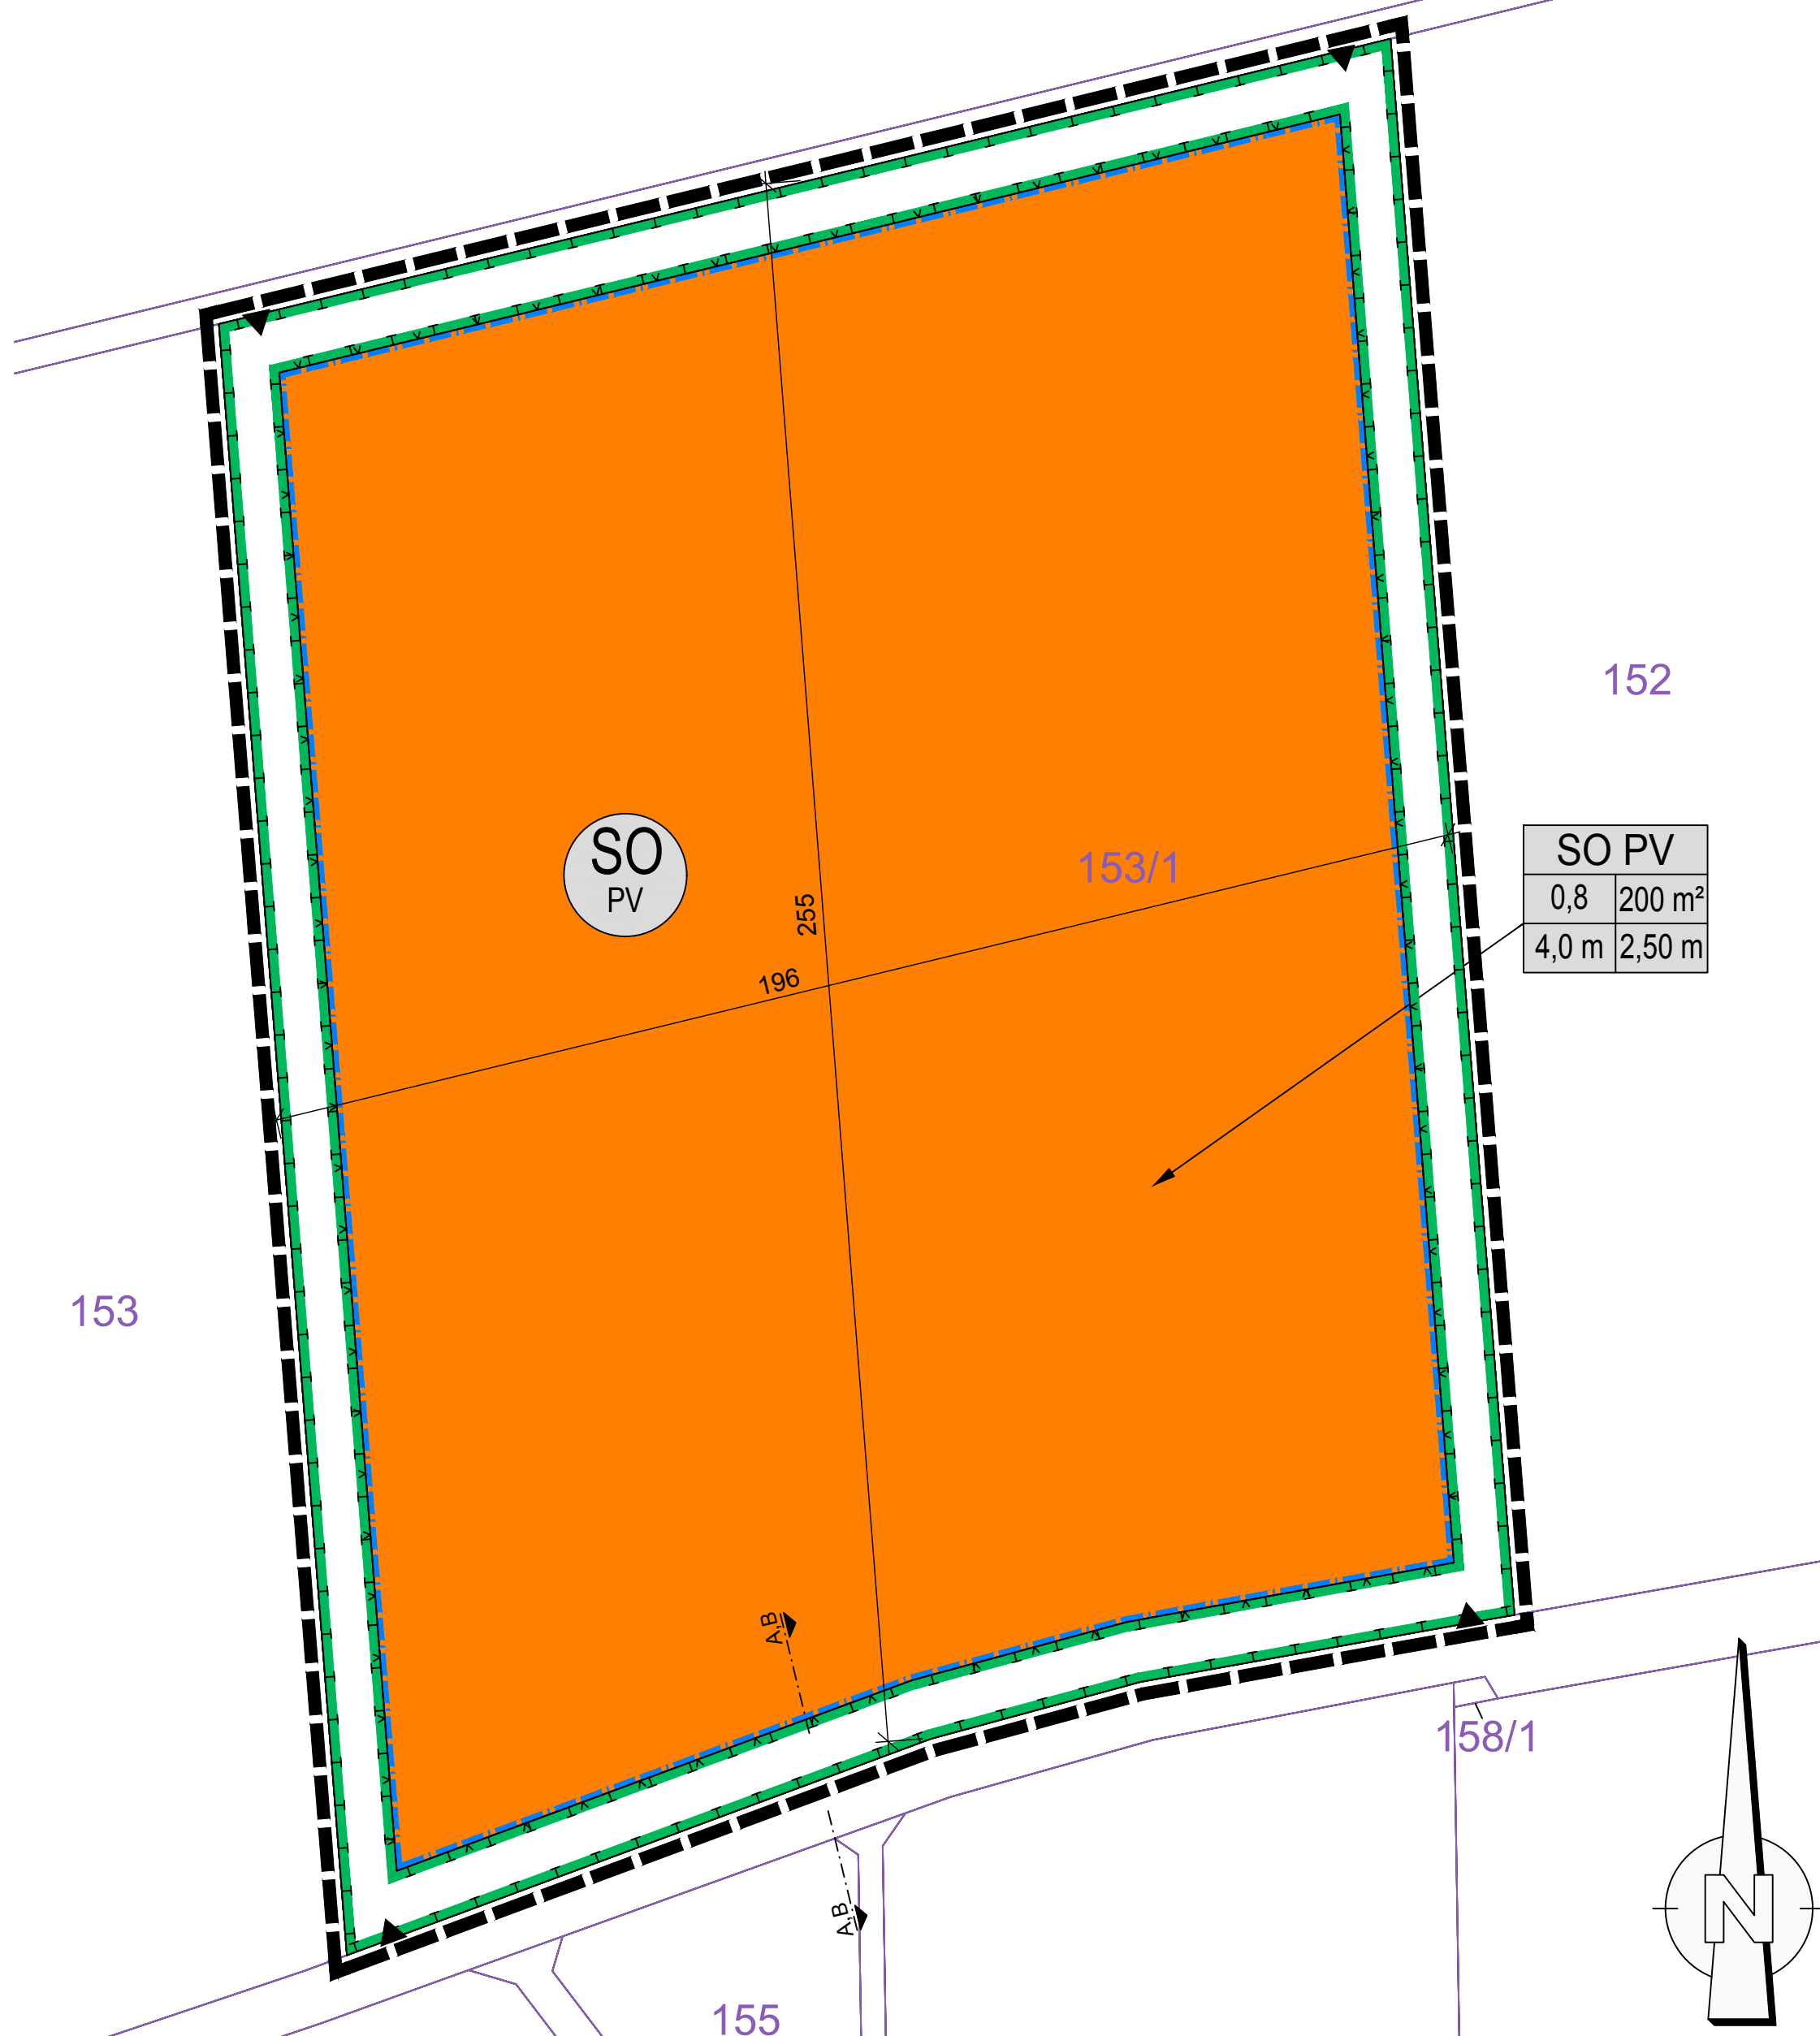 152
SO PV
0,8 200 m²
4,0 m 2,50 m
SO
PV
153/1
255
196
153
A,B
158/1
A,B
N
155